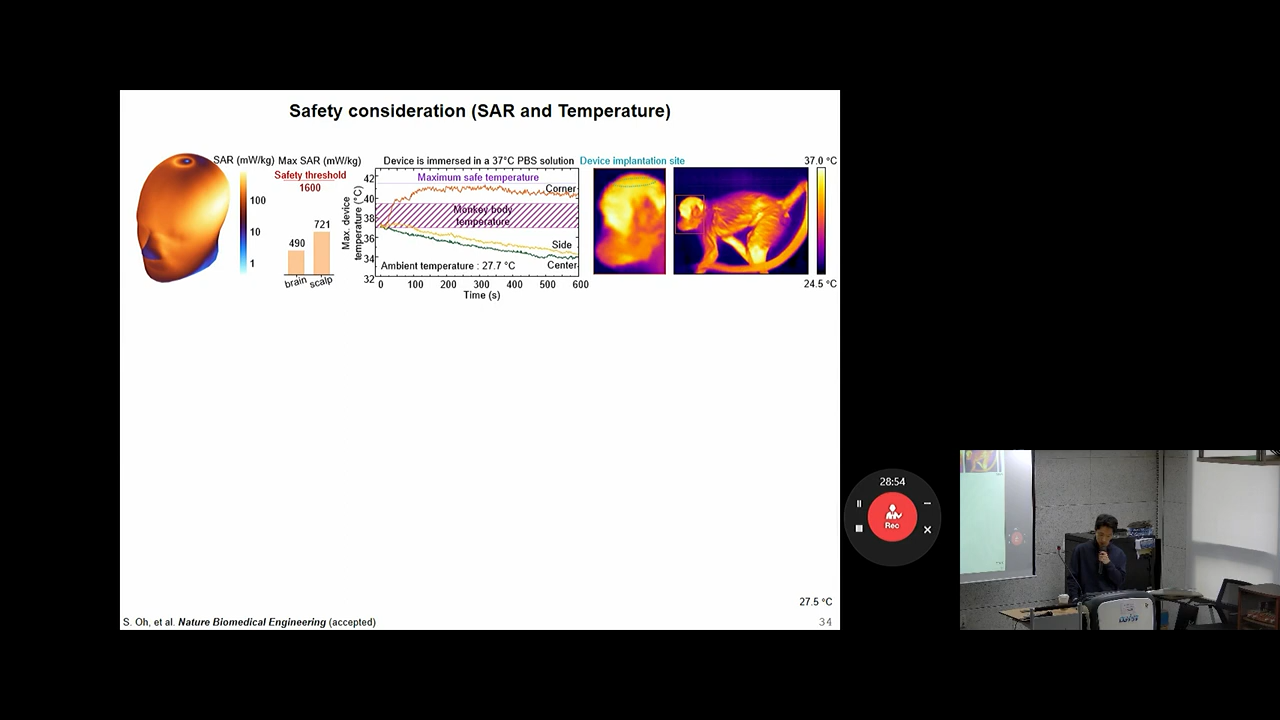 Safety consideration (SAR and Temperature)
SAR (mW/kg)
100
10
1
Max SAR (mW/kg)
Safety threshold
1600
490
721
brain
scalp
Device is immersed in a 37°C PBS solution
Max. device
temperature (°C)
42
40
38
36
34
32
Maximum safe temperature
Corner
Monkey body
temperature
Side
Center
Ambient temperature : 27.7 °C
0 100 200 300 400 500 600
Time (s)
Device implantation site
37.0 °C
24.5 °C
28:54
Rec
27.5 °C
S. Oh, et al. Nature Biomedical Engineering (accepted)
34